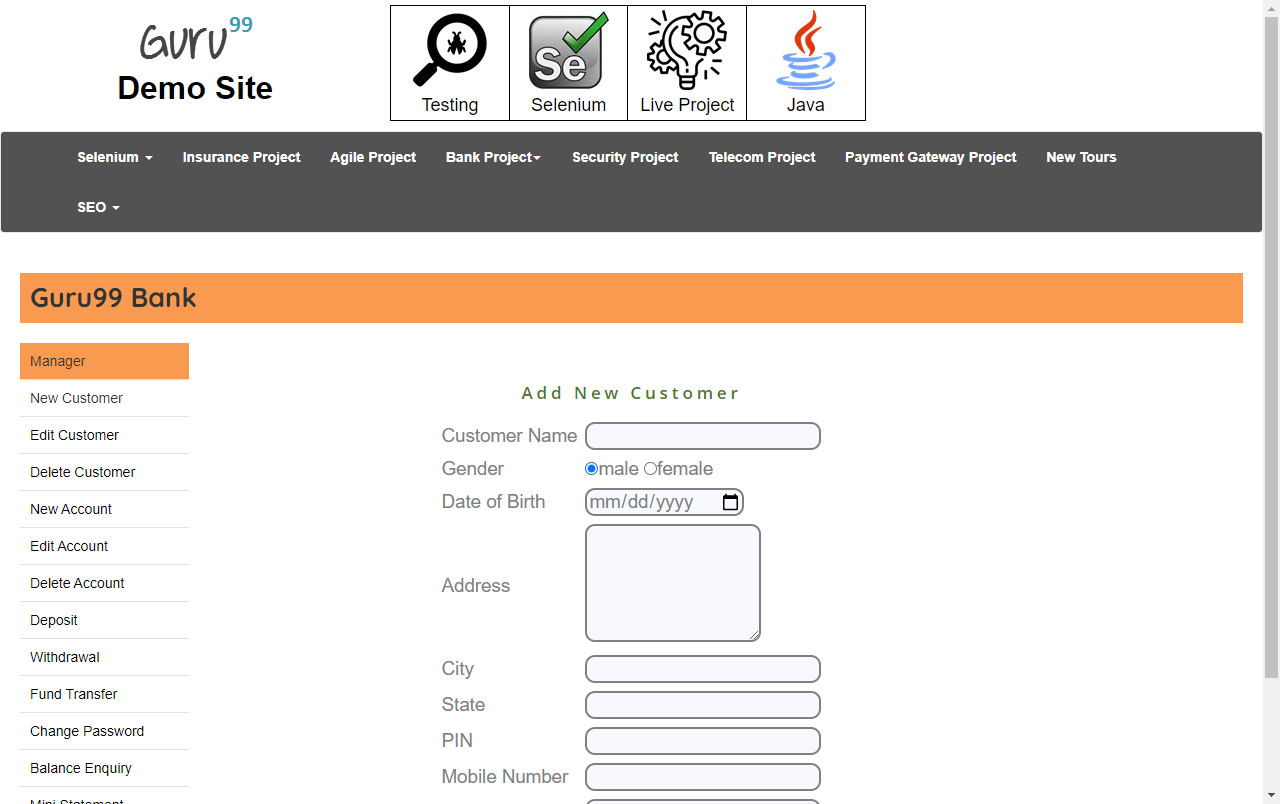 Guru99
Demo Site
Se
Testing
Selenium
Live Project
Java
Selenium
Insurance Project
Agile Project
Bank Project
Security Project
Telecom Project
Payment Gateway Project
New Tours
SEO
Guru99 Bank
Manager
New Customer
Edit Customer
Delete Customer
New Account
Edit Account
Delete Account
Deposit
Withdrawal
Fund Transfer
Change Password
Balance Enquiry
Mini Statement
Add New Customer
Customer Name
Gender male female
Date of Birth mm/dd/yyyy
Address
City
State
PIN
Mobile Number